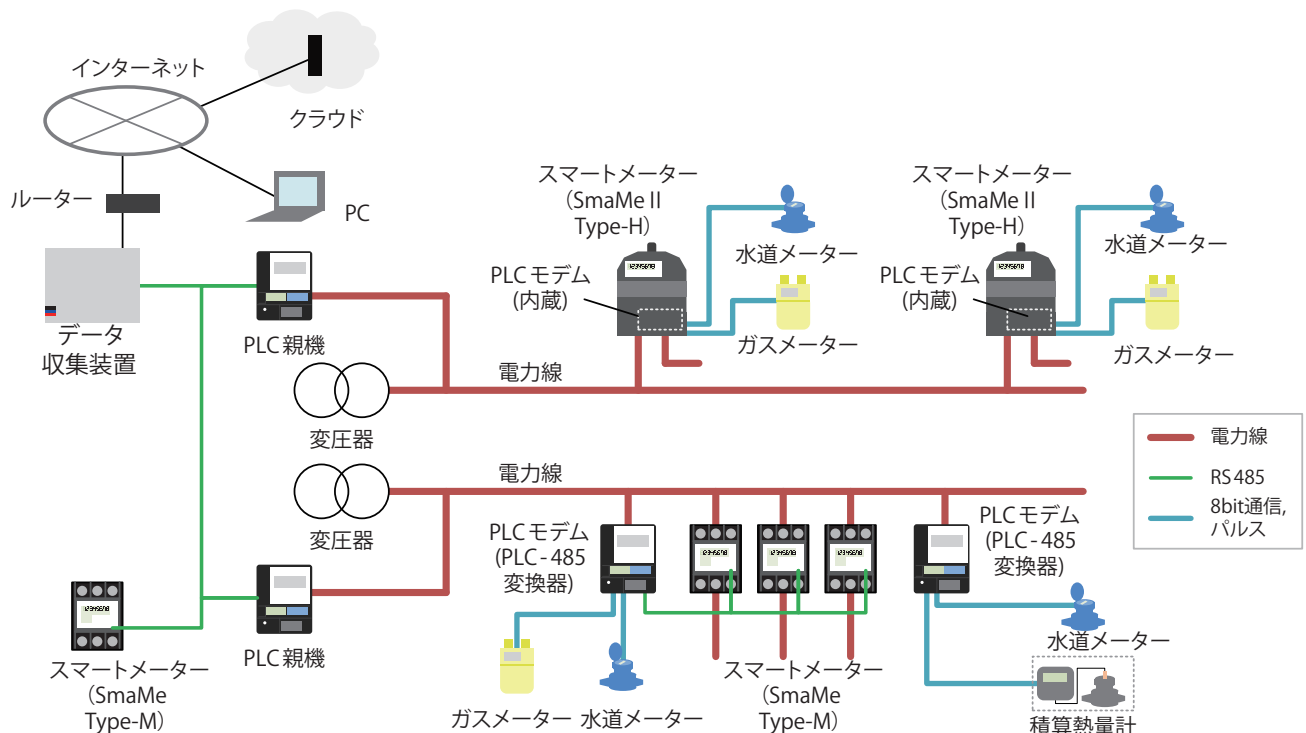 インターネット
クラウド
ルーター
PC
データ
収集装置
PLC親機
変圧器
電力線
スマートメーター
（SmaMeⅡ
Type-H）
PLCモデム
(内蔵)
12345678
水道メーター
ガスメーター
スマートメーター
（SmaMeⅡ
Type-H）
PLCモデム
(内蔵)
12345678
水道メーター
ガスメーター
電力線
RS485
8bit通信,
パルス
変圧器
電力線
PLC親機
12345678
スマートメーター
（SmaMe
Type-M）
PLCモデム
(PLC-485
変換器)
ガスメーター
水道メーター
12345678
12345678
12345678
スマートメーター
（SmaMe
Type-M）
PLCモデム
(PLC-485
変換器)
水道メーター
積算熱量計